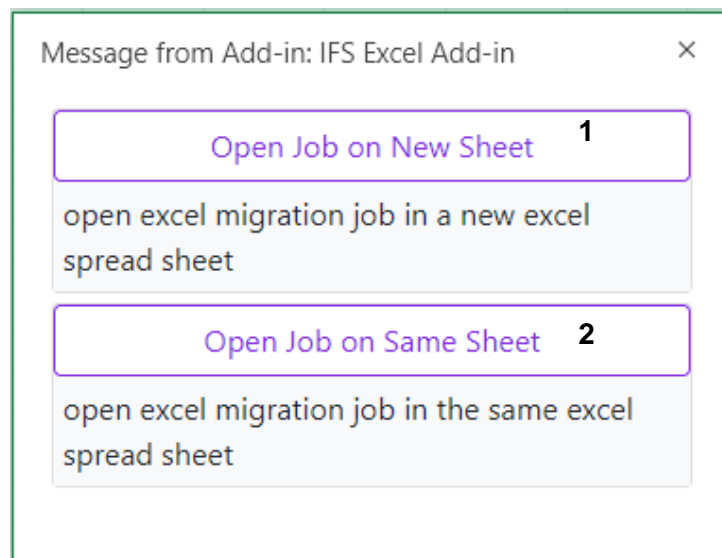 Message from Add-in: IFS Excel Add-in ×
Open Job on New Sheet 1
open excel migration job in a new excel
spread sheet
Open Job on Same Sheet 2
open excel migration job in the same excel
spread sheet